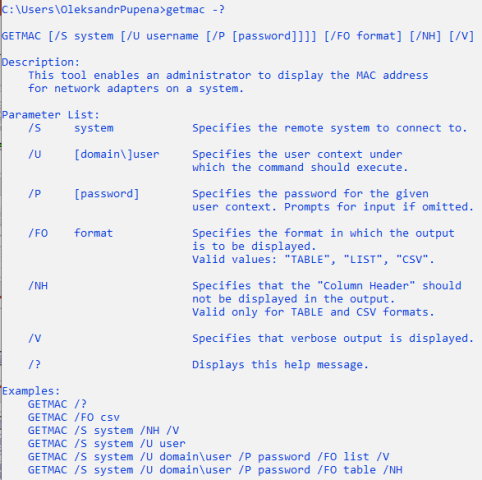 C:\Users\OleksandrPupena>getmac -?
GETMAC [/S system [/U username [/P [password]]]] [/FO format] [/NH] [/V]
Description:
This tool enables an administrator to display the MAC address
for network adapters on a system.
Parameter List:
/S system Specifies the remote system to connect to.
/U [domain\]user Specifies the user context under
which the command should execute.
/P [password] Specifies the password for the given
user context. Prompts for input if omitted.
/FO format Specifies the format in which the output
is to be displayed.
Valid values: "TABLE", "LIST", "CSV".
/NH Specifies that the "Column Header" should
not be displayed in the output.
Valid only for TABLE and CSV formats.
/V Specifies that verbose output is displayed.
/? Displays this help message.
Examples:
GETMAC /?
GETMAC /FO csv
GETMAC /S system /NH /V
GETMAC /S system /U user
GETMAC /S system /U domain\user /P password /FO list /V
GETMAC /S system /U domain\user /P password /FO table /NH